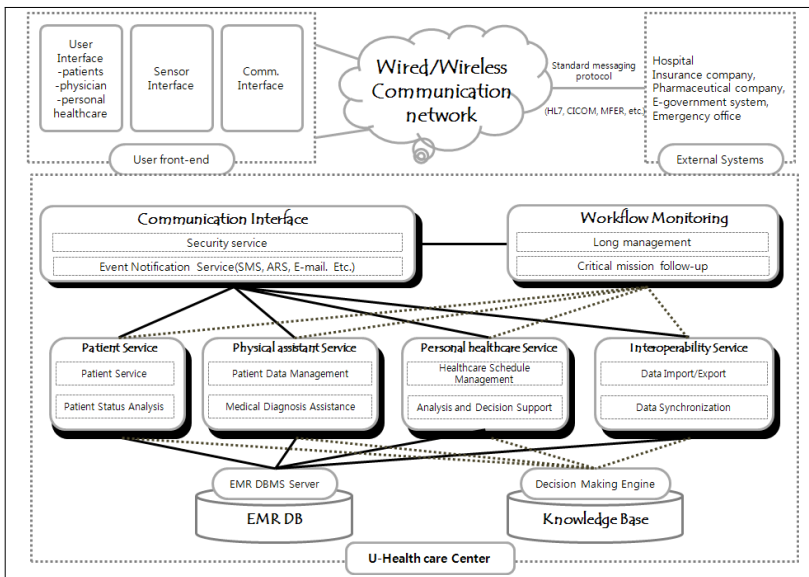 User
Interface
-patients
-physician
-personal
healthcare
Sensor
Interface
Comm.
Interface
User front-end
Wired/Wireless
Communication
network
Standard messaging
protocol
(HL7, CICOM, MFER, etc.)
Hospital
Insurance company,
Pharmaceutical company,
E-government system,
Emergency office
External Systems
Communication Interface
Security service
Event Notification Service(SMS, ARS, E-mail. Etc.)
Workflow Monitoring
Long management
Critical mission follow-up
Patient Service
Patient Service
Patient Status Analysis
Physical assistant Service
Patient Data Management
Medical Diagnosis Assistance
Personal healthcare Service
Healthcare Schedule
Management
Analysis and Decision Support
Interoperability Service
Data Import/Export
Data Synchronization
EMR DBMS Server
EMR DB
Decision Making Engine
Knowledge Base
U-Health care Center